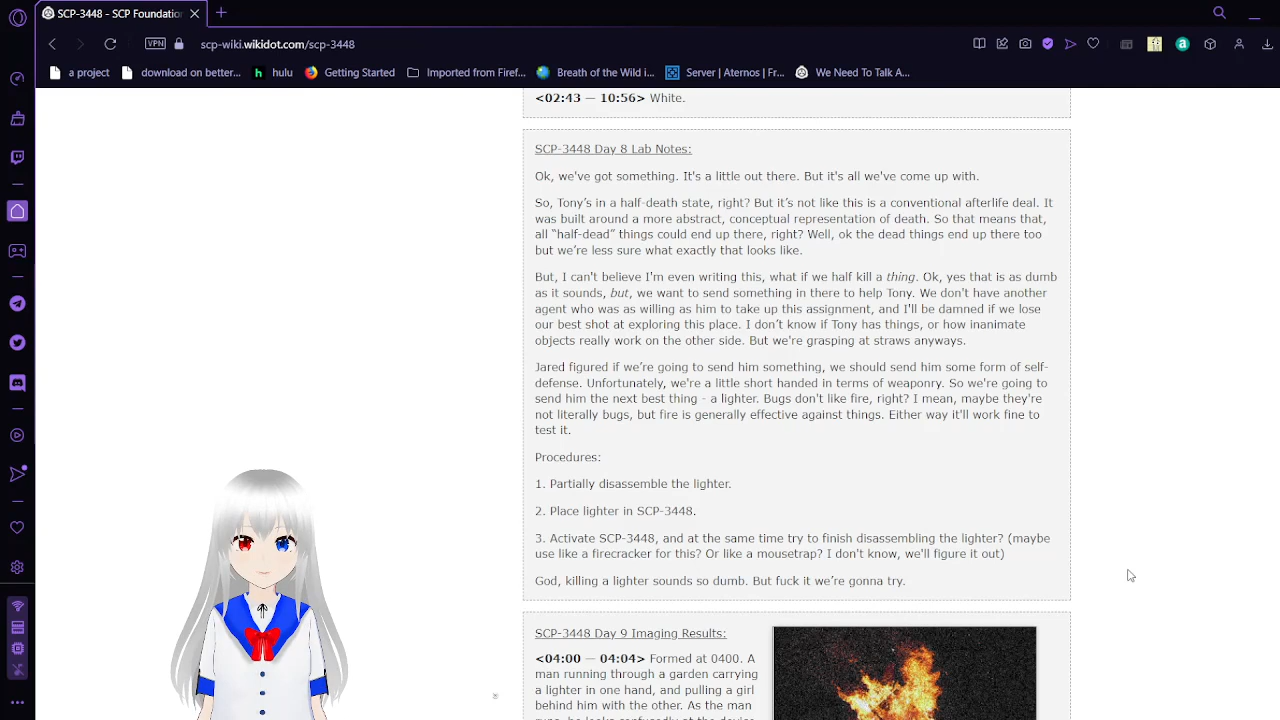 SCP-3448 - SCP Foundation
VPN
scp-wiki.wikidot.com/scp-3448
a project
download on better...
hulu
Getting Started
Imported from Firef...
Breath of the Wild i...
Server | Aternos | Fr...
We Need To Talk A...
<02:43 — 10:56> White.
SCP-3448 Day 8 Lab Notes:
Ok, we've got something. It's a little out there. But it's all we've come up with.
So, Tony’s in a half-death state, right? But it’s not like this is a conventional afterlife deal. It
was built around a more abstract, conceptual representation of death. So that means that,
all “half-dead” things could end up there, right? Well, ok the dead things end up there too
but we’re less sure what exactly that looks like.
But, I can't believe I'm even writing this, what if we half kill a thing. Ok, yes that is as dumb
as it sounds, but, we want to send something in there to help Tony. We don't have another
agent who was as willing as him to take up this assignment, and I'll be damned if we lose
our best shot at exploring this place. I don’t know if Tony has things, or how inanimate
objects really work on the other side. But we're grasping at straws anyways.
Jared figured if we’re going to send him something, we should send him some form of self-
defense. Unfortunately, we're a little short handed in terms of weaponry. So we're going to
send him the next best thing - a lighter. Bugs don't like fire, right? I mean, maybe they're
not literally bugs, but fire is generally effective against things. Either way it'll work fine to
test it.
Procedures:
1. Partially disassemble the lighter.
2. Place lighter in SCP-3448.
3. Activate SCP-3448, and at the same time try to finish disassembling the lighter? (maybe
use like a firecracker for this? Or like a mousetrap? I don't know, we'll figure it out)
God, killing a lighter sounds so dumb. But fuck it we’re gonna try.
SCP-3448 Day 9 Imaging Results:
<04:00 — 04:04> Formed at 0400. A
man running through a garden carrying
a lighter in one hand, and pulling a girl
behind him with the other. As the man
runs, he looks confusedly at the device